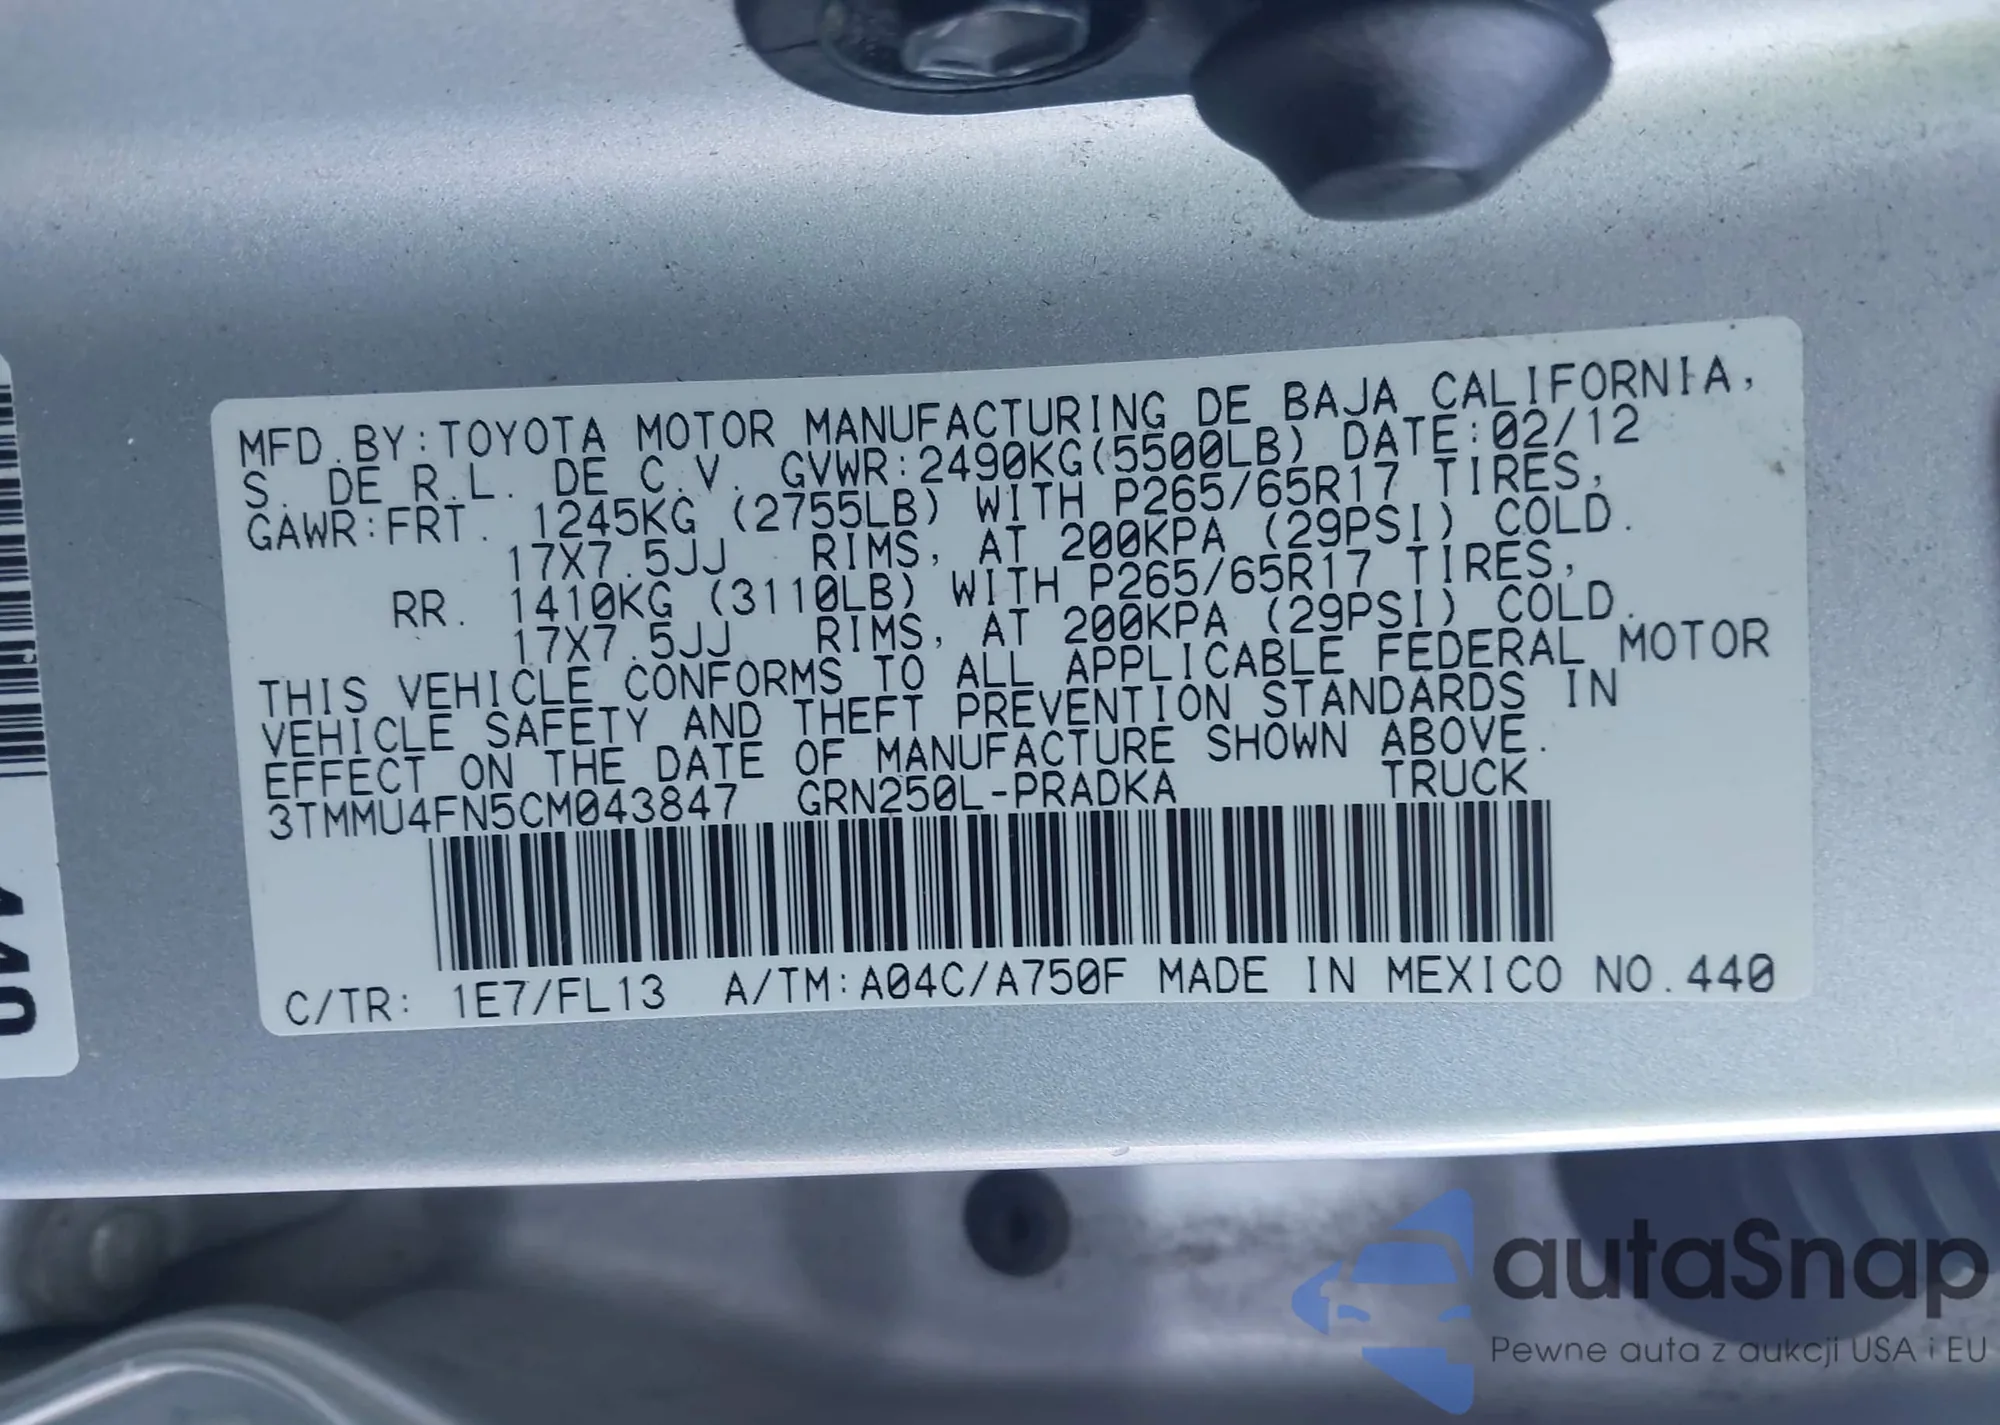 MFD.BY:TOYOTA MOTOR MANUFACTURING DE BAJA CALIFORNIA,
S. DE R.L. DE C.V. GVWR:2490KG(5500LB) DATE:02/12
GAWR:FRT. 1245KG (2755LB) WITH P265/65R17 TIRES,
17X7.5JJ RIMS, AT 200KPA (29PSI) COLD.
RR. 1410KG (3110LB) WITH P265/65R17 TIRES,
17X7.5JJ RIMS, AT 200KPA (29PSI) COLD.
THIS VEHICLE CONFORMS TO ALL APPLICABLE FEDERAL MOTOR
VEHICLE SAFETY AND THEFT PREVENTION STANDARDS IN
EFFECT ON THE DATE OF MANUFACTURE SHOWN ABOVE.
3TMMU4FN5CM043847 GRN250L-PRADKA TRUCK
C/TR: 1E7/FL13 A/TM:A04C/A750F MADE IN MEXICO NO.440
autaSnap
Pewne auta z aukcji USA i EU